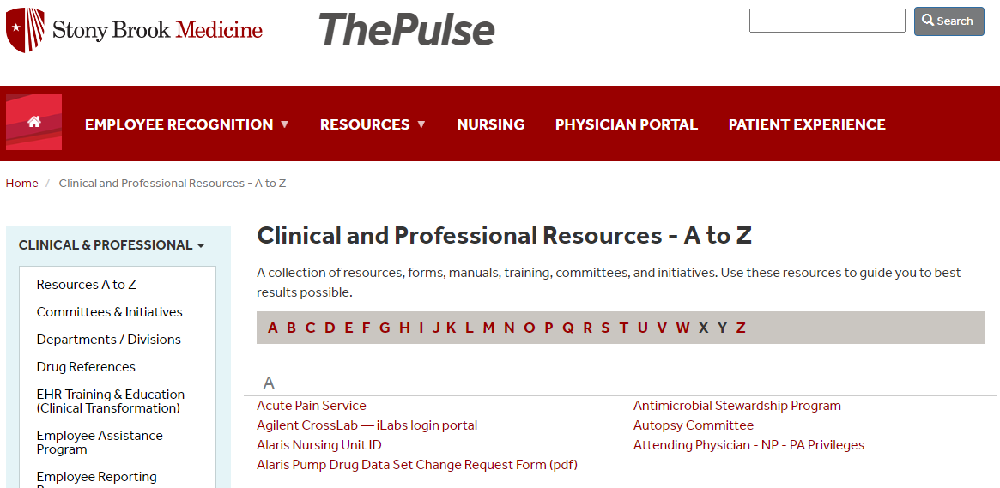 Stony Brook Medicine
ThePulse
Search
EMPLOYEE RECOGNITION ▼ RESOURCES ▼ NURSING PHYSICIAN PORTAL PATIENT EXPERIENCE
Home / Clinical and Professional Resources - A to Z
CLINICAL & PROFESSIONAL
Resources A to Z
Committees & Initiatives
Departments / Divisions
Drug References
EHR Training & Education
(Clinical Transformation)
Employee Assistance
Program
Employee Reporting
Clinical and Professional Resources - A to Z
A collection of resources, forms, manuals, training, committees, and initiatives. Use these resources to guide you to best
results possible.
A B C D E F G H I J K L M N O P Q R S T U V W X Y Z
A
Acute Pain Service
Agilent CrossLab — iLabs login portal
Alaris Nursing Unit ID
Alaris Pump Drug Data Set Change Request Form (pdf)
Antimicrobial Stewardship Program
Autopsy Committee
Attending Physician - NP - PA Privileges